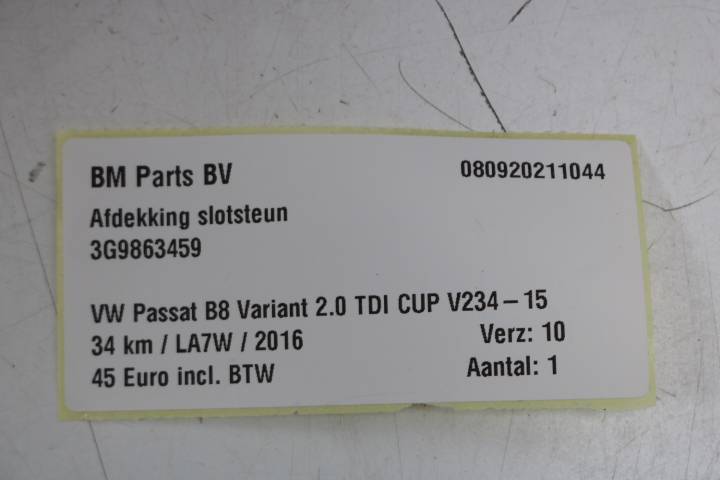 BM Parts BV 080920211044
Afdekking slotsteun
3G9863459
VW Passat B8 Variant 2.0 TDI CUP V234-15
34 km / LA7W / 2016 Verz: 10
45 Euro incl. BTW Aantal: 1